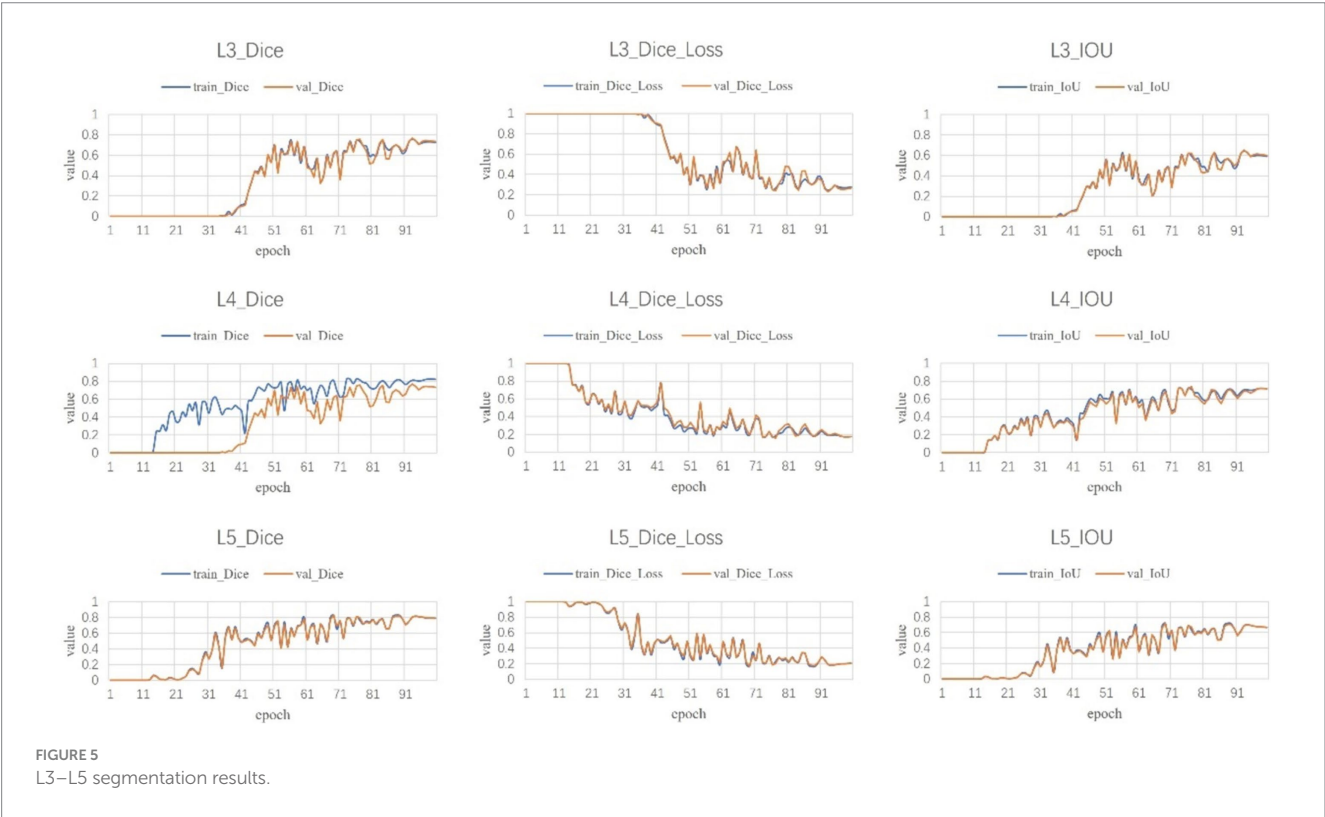 L3_Dice
train_Dice val_Dice
value
1
0.8
0.6
0.4
0.2
0
1 11 21 31 41 51 61 71 81 91
epoch
L3_Dice_Loss
train_Dice_Loss val_Dice_Loss
value
1
0.8
0.6
0.4
0.2
0
1 11 21 31 41 51 61 71 81 91
epoch
L3_IOU
train_IoU val_IoU
value
1
0.8
0.6
0.4
0.2
0
1 11 21 31 41 51 61 71 81 91
epoch
L4_Dice
train_Dice val_Dice
value
1
0.8
0.6
0.4
0.2
0
1 11 21 31 41 51 61 71 81 91
epoch
L4_Dice_Loss
train_Dice_Loss val_Dice_Loss
value
1
0.8
0.6
0.4
0.2
0
1 11 21 31 41 51 61 71 81 91
epoch
L4_IOU
train_IoU val_IoU
value
1
0.8
0.6
0.4
0.2
0
1 11 21 31 41 51 61 71 81 91
epoch
L5_Dice
train_Dice val_Dice
value
1
0.8
0.6
0.4
0.2
0
1 11 21 31 41 51 61 71 81 91
epoch
L5_Dice_Loss
train_Dice_Loss val_Dice_Loss
value
1
0.8
0.6
0.4
0.2
0
1 11 21 31 41 51 61 71 81 91
epoch
L5_IOU
train_IoU val_IoU
value
1
0.8
0.6
0.4
0.2
0
1 11 21 31 41 51 61 71 81 91
epoch
FIGURE 5
L3–L5 segmentation results.